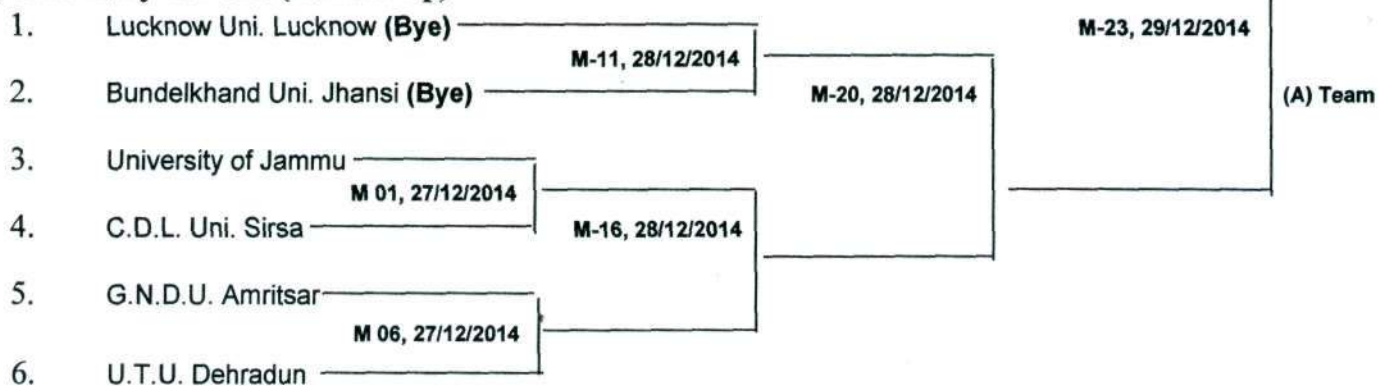 1. Lucknow Uni. Lucknow (Bye)
M-23, 29/12/2014
M-11, 28/12/2014
2. Bundelkhand Uni. Jhansi (Bye)
M-20, 28/12/2014
(A) Team
3. University of Jammu
M 01, 27/12/2014
4. C.D.L. Uni. Sirsa
M-16, 28/12/2014
5. G.N.D.U. Amritsar
M 06, 27/12/2014
6. U.T.U. Dehradun